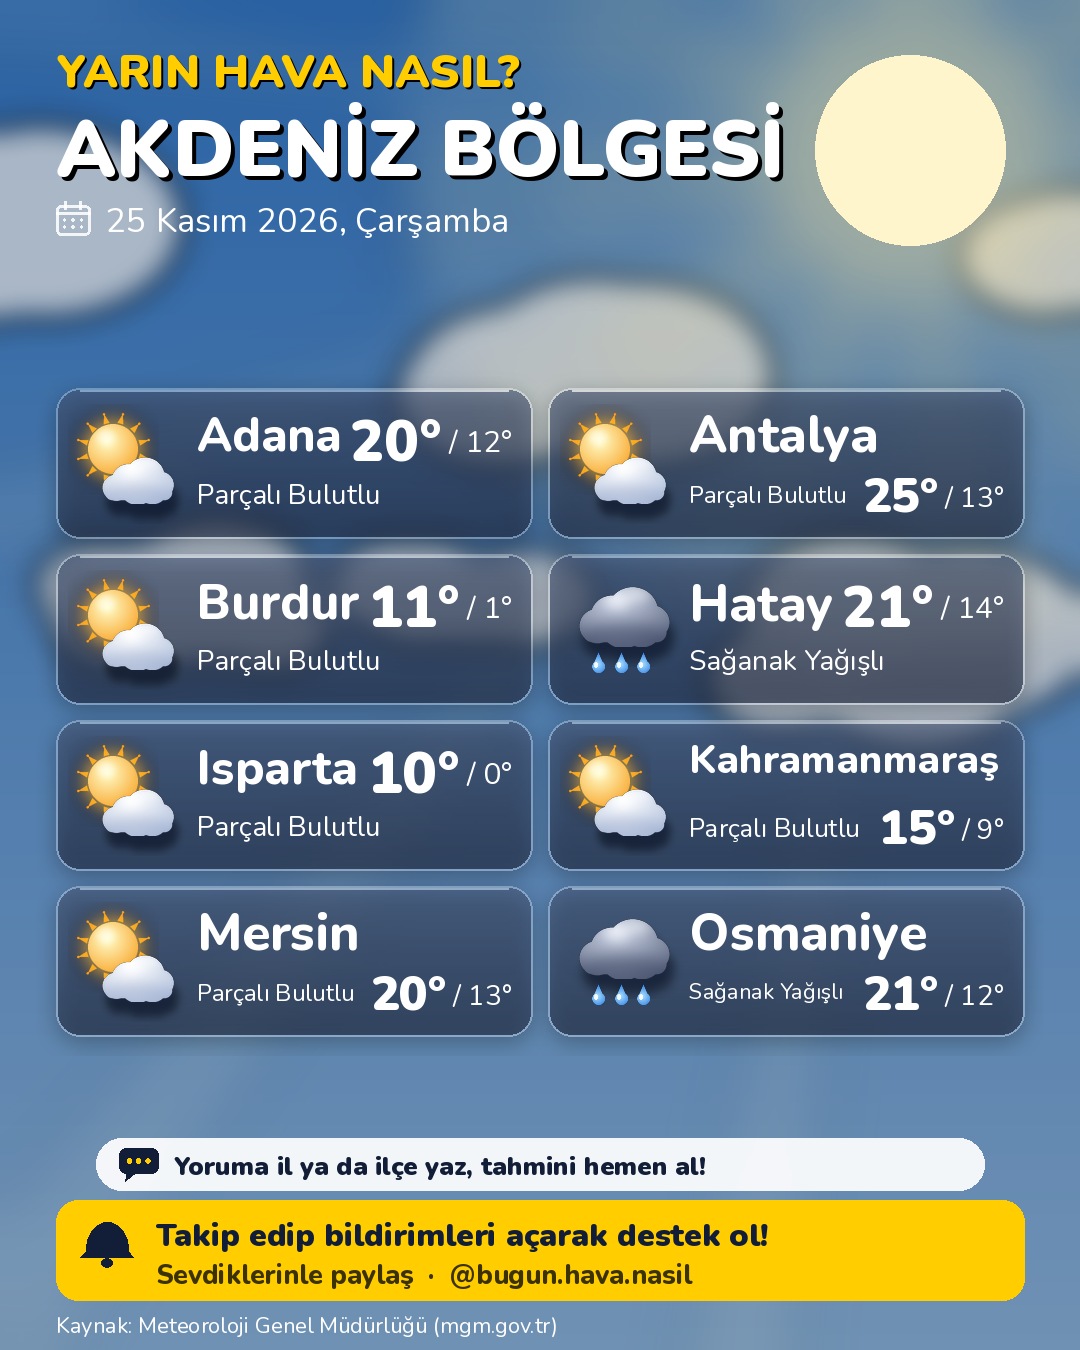 YARIN HAVA NASIL?
AKDENİZ BÖLGESİ
25 Kasım 2026, Çarşamba
Adana 20° / 12°
Parçalı Bulutlu
Antalya
Parçalı Bulutlu 25° / 13°
Burdur 11° / 1°
Parçalı Bulutlu
Hatay 21° / 14°
Sağanak Yağışlı
Isparta 10° / 0°
Parçalı Bulutlu
Kahramanmaraş
Parçalı Bulutlu 15° / 9°
Mersin
Parçalı Bulutlu 20° / 13°
Osmaniye
Sağanak Yağışlı 21° / 12°
Yoruma il ya da ilçe yaz, tahmini hemen al!
Takip edip bildirimleri açarak destek ol!
Sevdiklerinle paylaş · @bugun.hava.nasil
Kaynak: Meteoroloji Genel Müdürlüğü (mgm.gov.tr)